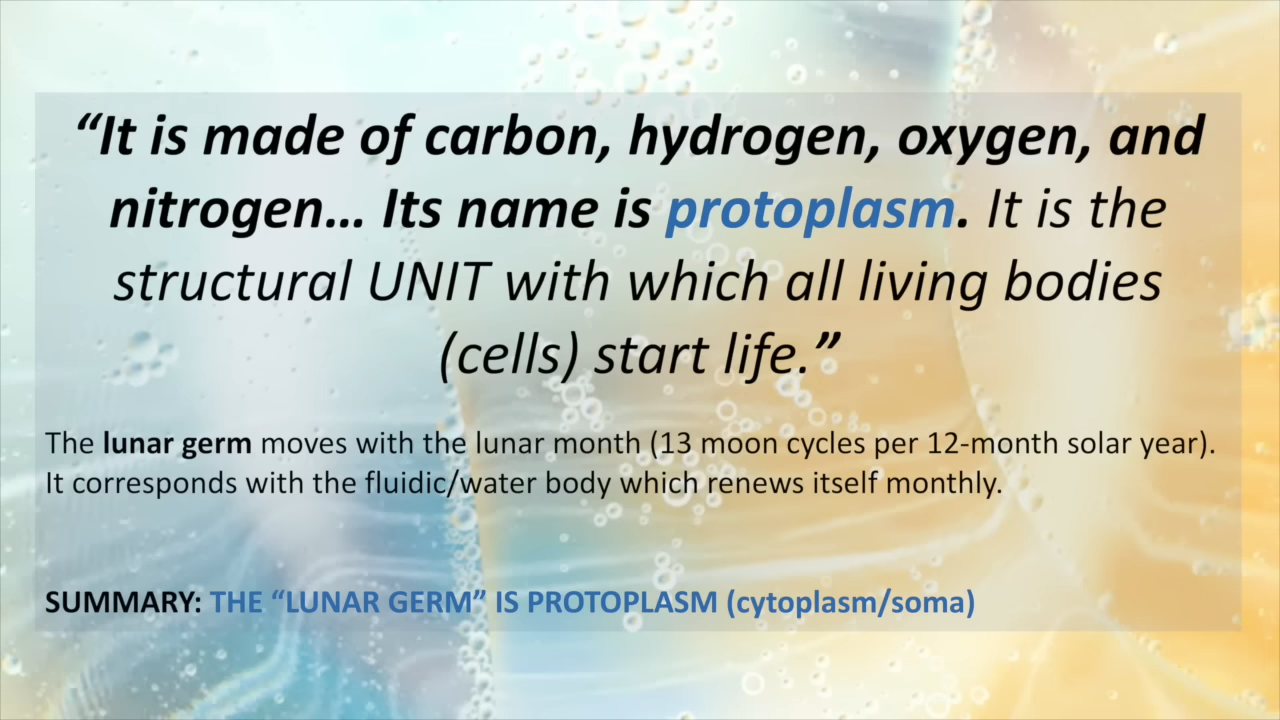 “It is made of carbon, hydrogen, oxygen, and
nitrogen… Its name is protoplasm. It is the
structural UNIT with which all living bodies
(cells) start life.”
The lunar germ moves with the lunar month (13 moon cycles per 12-month solar year).
It corresponds with the fluidic/water body which renews itself monthly.
SUMMARY: THE “LUNAR GERM” IS PROTOPLASM (cytoplasm/soma)